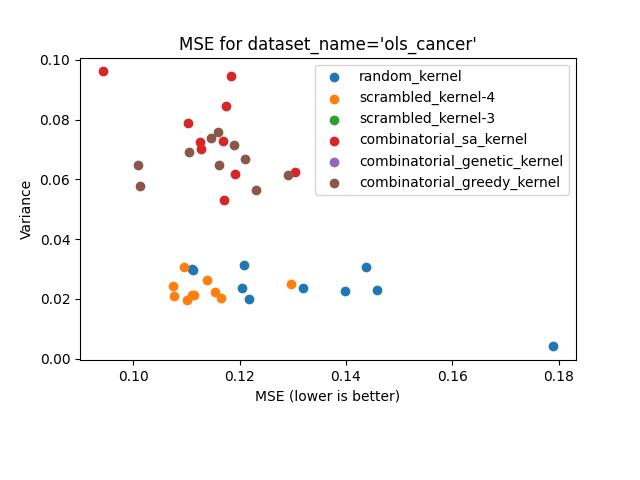 MSE for dataset_name='ols_cancer'
random_kernel
scrambled_kernel-4
scrambled_kernel-3
combinatorial_sa_kernel
combinatorial_genetic_kernel
combinatorial_greedy_kernel
Variance
0.10
0.08
0.06
0.04
0.02
0.00
0.10 0.12 0.14 0.16 0.18
MSE (lower is better)